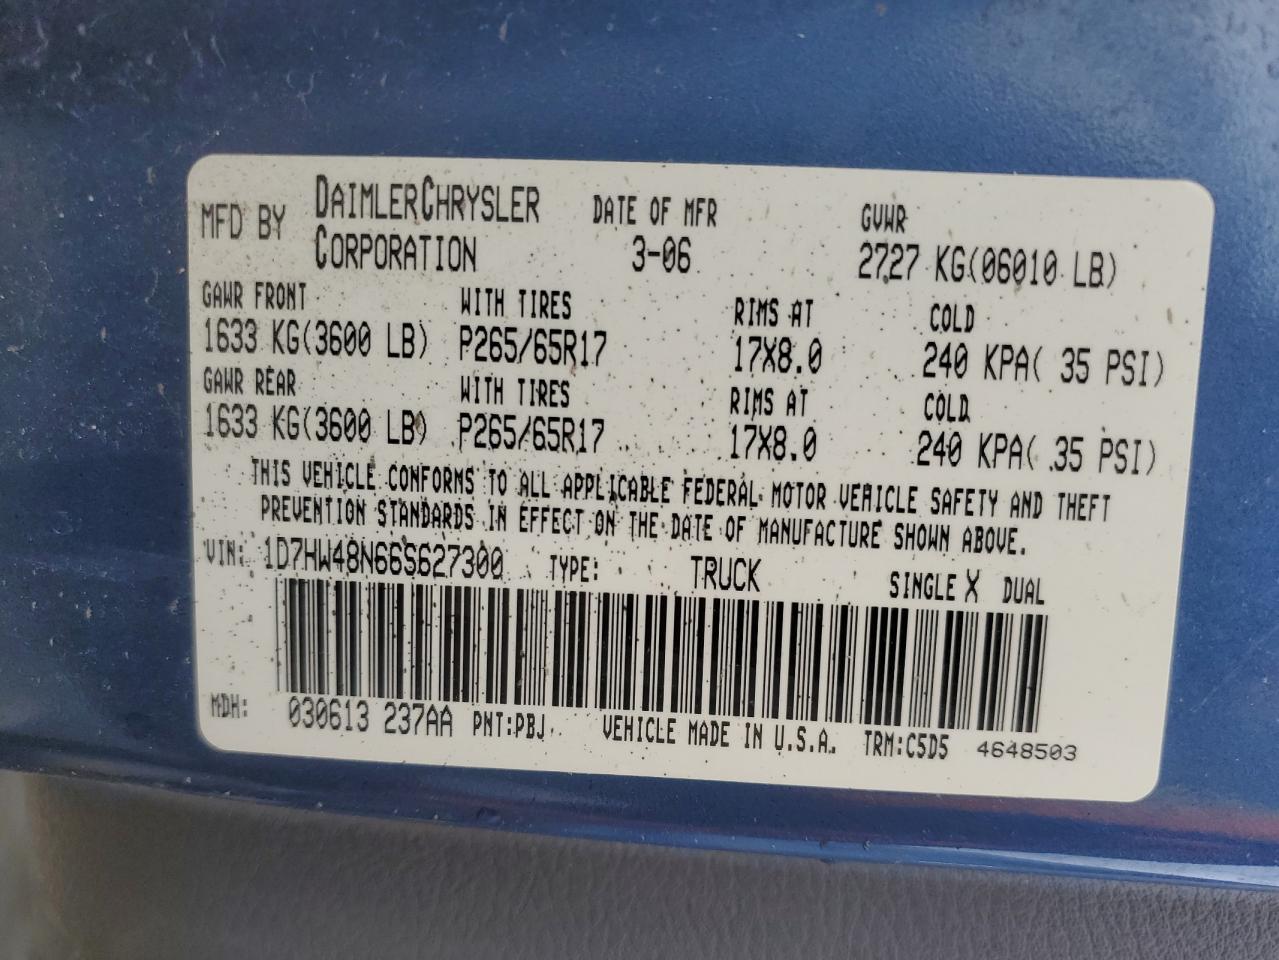 MFD BY DAIMLERCHRYSLER CORPORATION DATE OF MFR 3-06 GVWR 2727 KG(06010 LB)
GAWR FRONT WITH TIRES RIMS AT COLD
1633 KG(3600 LB) P265/65R17 17X8.0 240 KPA( 35 PSI)
GAWR REAR WITH TIRES RIMS AT COLD
1633 KG(3600 LB) P265/65R17 17X8.0 240 KPA( 35 PSI)
THIS VEHICLE CONFORMS TO ALL APPLICABLE FEDERAL MOTOR VEHICLE SAFETY AND THEFT
PREVENTION STANDARDS IN EFFECT ON THE DATE OF MANUFACTURE SHOWN ABOVE.
VIN: 1D7HW48N66S627300 TYPE: TRUCK SINGLE X DUAL
MDH: 030613 237AA PNT:PBJ VEHICLE MADE IN U.S.A. TRM:C5D5 4648503